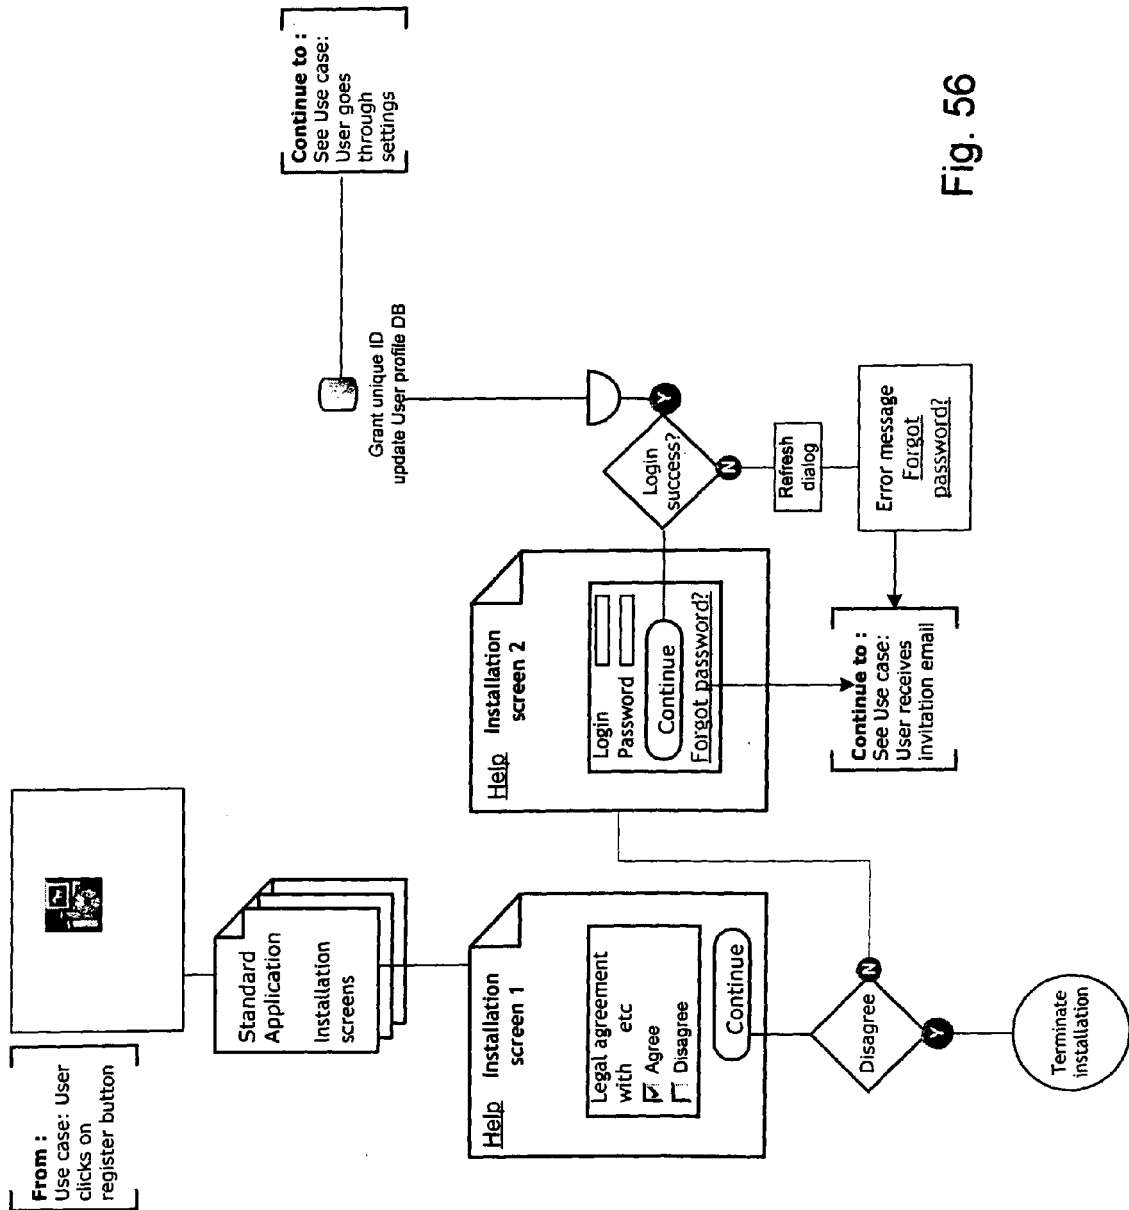 From :
Use case: User
clicks on
register button
Standard
Application
Installation
screens
Help Installation
screen 1
Legal agreement
with etc
Agree
Disagree
Continue
Disagree
N
Y
Terminate
installation
Help Installation
screen 2
Login
Password
Continue
Forgot password?
Continue to :
See Use case:
User receives
invitation email
Login
success?
Y
N
Refresh
dialog
Error message
Forgot
password?
Grant unique ID
update User profile DB
Continue to :
See Use case:
User goes
through
settings
Fig. 56